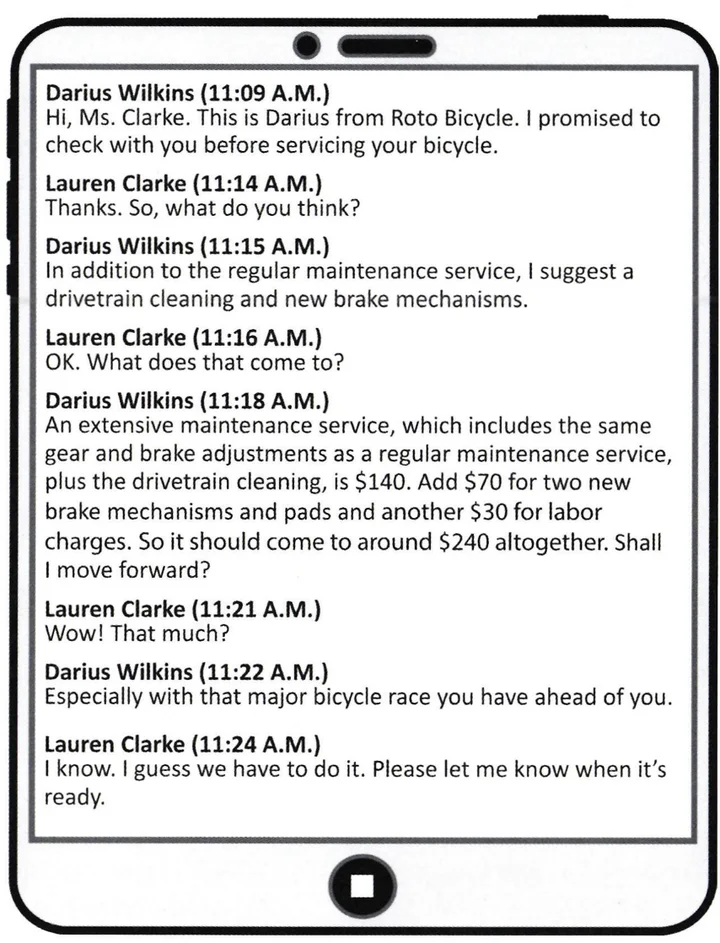 Darius Wilkins (11:09 A.M.)
Hi, Ms. Clarke. This is Darius from Roto Bicycle. I promised to
check with you before servicing your bicycle.
Lauren Clarke (11:14 A.M.)
Thanks. So, what do you think?
Darius Wilkins (11:15 A.M.)
In addition to the regular maintenance service, I suggest a
drivetrain cleaning and new brake mechanisms.
Lauren Clarke (11:16 A.M.)
OK. What does that come to?
Darius Wilkins (11:18 A.M.)
An extensive maintenance service, which includes the same
gear and brake adjustments as a regular maintenance service,
plus the drivetrain cleaning, is $140. Add $70 for two new
brake mechanisms and pads and another $30 for labor
charges. So it should come to around $240 altogether. Shall
I move forward?
Lauren Clarke (11:21 A.M.)
Wow! That much?
Darius Wilkins (11:22 A.M.)
Especially with that major bicycle race you have ahead of you.
Lauren Clarke (11:24 A.M.)
I know. I guess we have to do it. Please let me know when it's
ready.